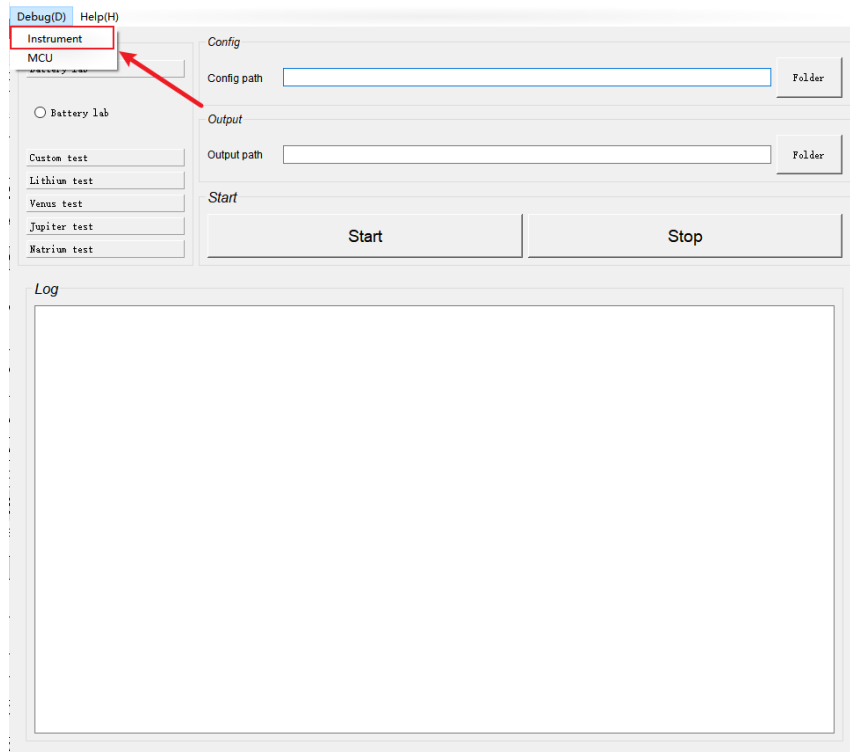 Debug(D) Help(H)
Instrument
MCU
Battery lab
Custom test
Lithium test
Venus test
Jupiter test
Natrium test
Config
Config path
Folder
Output
Output path
Folder
Start
Start
Stop
Log